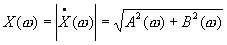 X(ω) = |Ẋ(ω)| = √(A²(ω) + B²(ω))